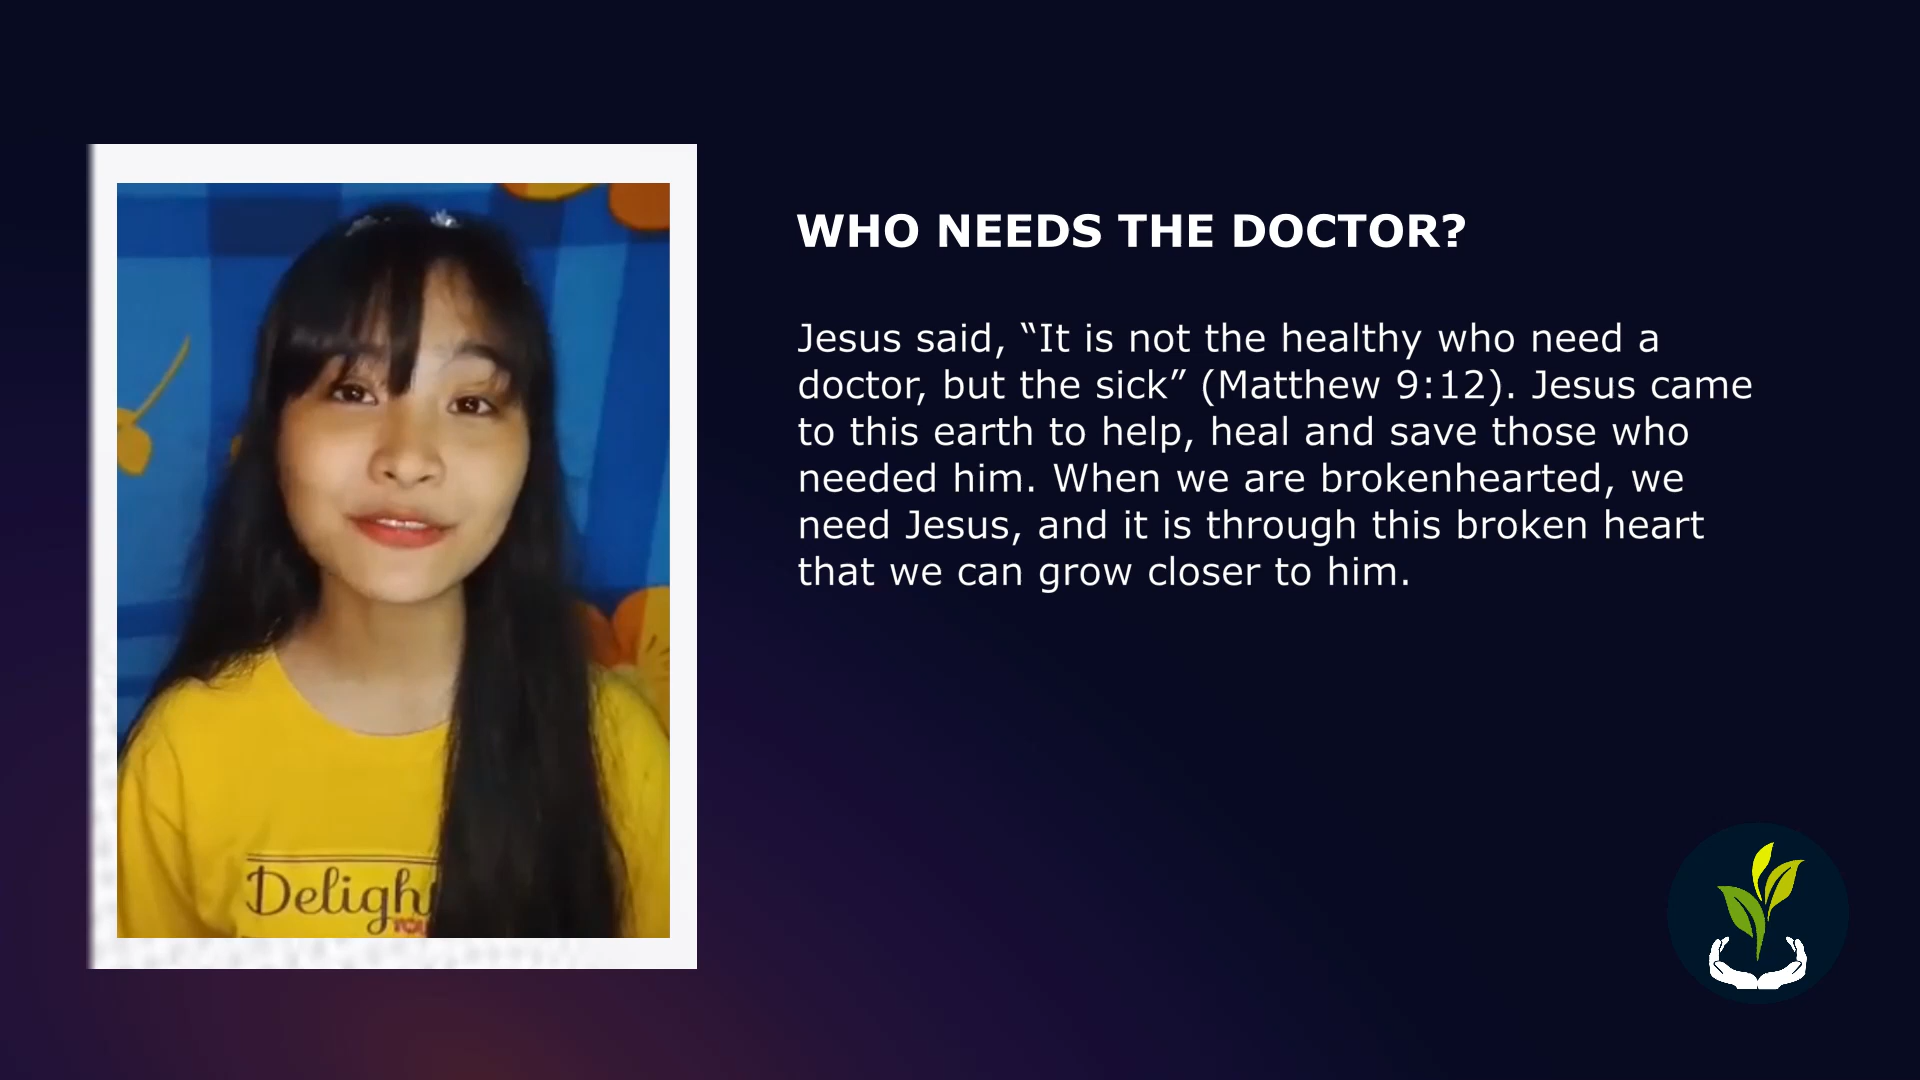 WHO NEEDS THE DOCTOR?
Jesus said, “It is not the healthy who need a
doctor, but the sick” (Matthew 9:12). Jesus came
to this earth to help, heal and save those who
needed him. When we are brokenhearted, we
need Jesus, and it is through this broken heart
that we can grow closer to him.
Deligh
YOU